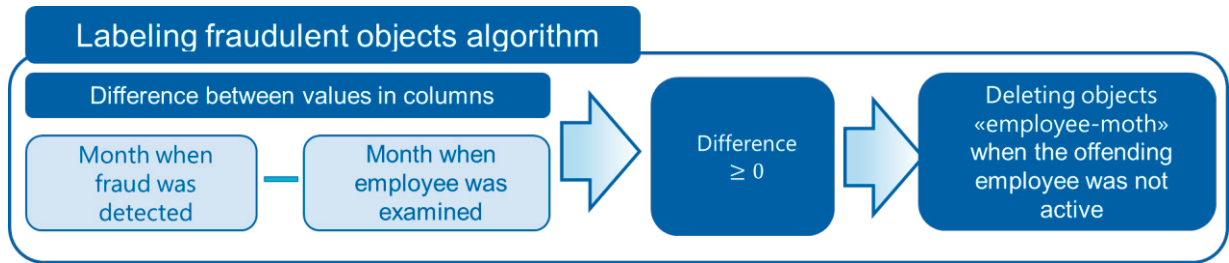 Labeling fraudulent objects algorithm
Difference between values in columns
Month when
fraud was
detected
Month when
employee was
examined
Difference
≥ 0
Deleting objects
«employee-moth»
when the offending
employee was not
active